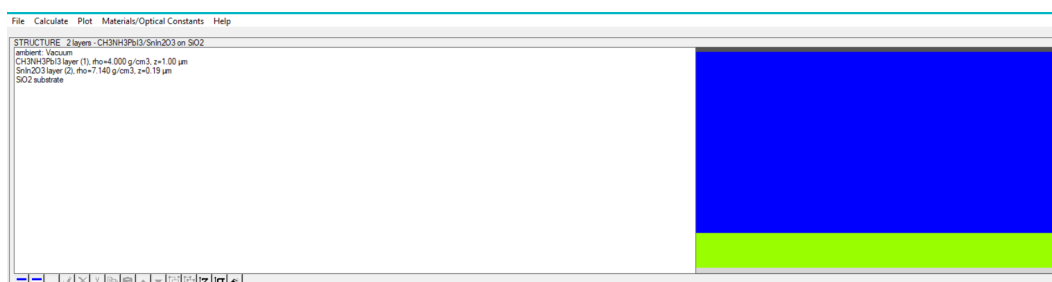 File Calculate Plot Materials/Optical Constants Help
STRUCTURE 2 layers - CH3NH3PbI3/SnIn2O3 on SiO2
ambient: Vacuum
CH3NH3PbI3 layer (1), rho=4.000 g/cm3, z=1.00 µm
SnIn2O3 layer (2), rho=7.140 g/cm3, z=0.19 µm
SiO2 substrate